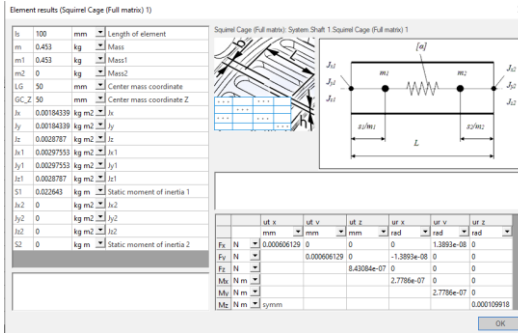 Element results (Squirrel Cage (Full matrix) 1)
ls 100 mm Length of element
m 0.453 kg Mass
m1 0.453 kg Mass1
m2 0 kg Mass2
LG 50 mm Center mass coordinate
GC_Z 50 mm Center mass coordinate Z
Jx 0.00184339 kg m2 Jx
Jy 0.00184339 kg m2 Jy
Jz 0.0028787 kg m2 Jz
Jx1 0.00297553 kg m2 Jx1
Jy1 0.00297553 kg m2 Jy1
Jz1 0.0028787 kg m2 Jz1
S1 0.022643 kg m Static moment of inertia 1
Jx2 0 kg m2 Jx2
Jy2 0 kg m2 Jy2
Jz2 0 kg m2 Jz2
S2 0 kg m Static moment of inertia 2
Squirrel Cage (Full matrix): System:Shaft 1.Squirrel Cage (Full matrix) 1
b
h
[α]
m1 m2
s1/m1 s2/m2
L
ut x ut y ut z ur x ur y ur z
mm mm mm rad rad rad
Fx N 0.000606129 0 0 0 1.3893e-08 0
Fy N 0.000606129 0 -1.3893e-08 0 0
Fz N 8.43084e-07 0 0 0
Mx N m 2.7786e-07 0 0
My N m 2.7786e-07 0
Mz N m symm 0.000109918
OK